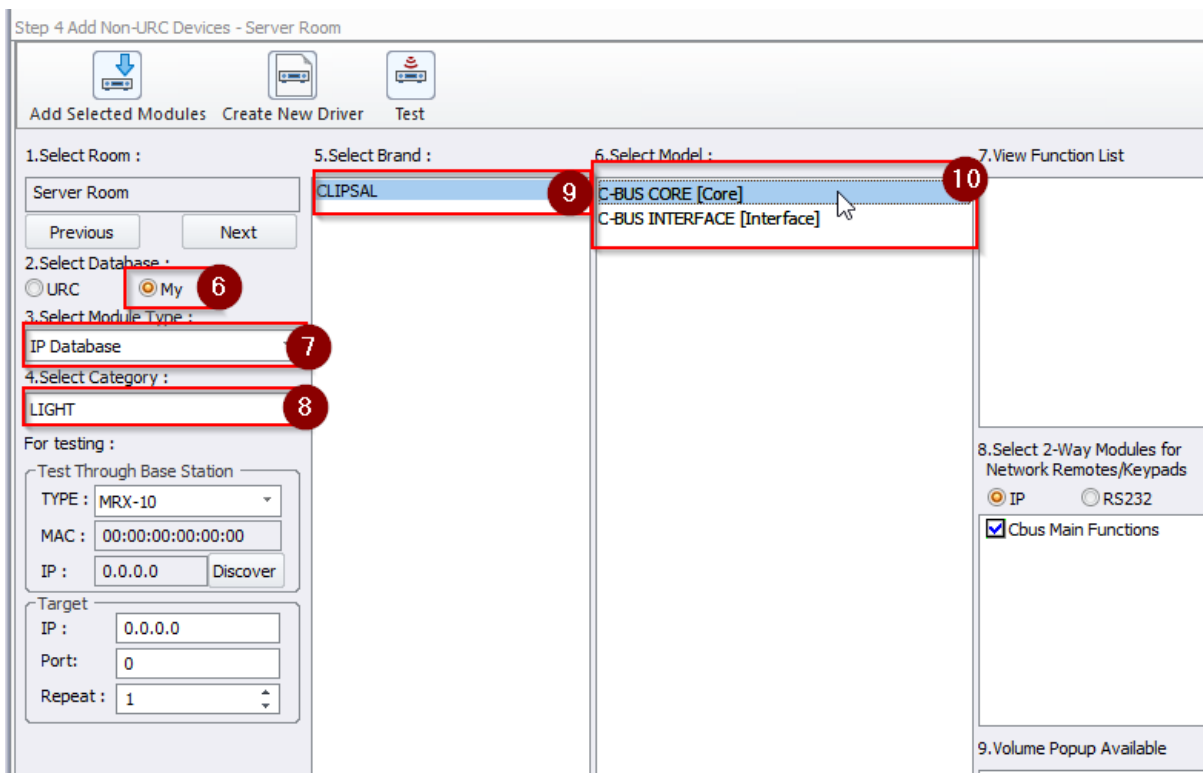 Step 4 Add Non-URC Devices - Server Room
Add Selected Modules
Create New Driver
Test
1.Select Room :
Server Room
Previous
Next
2.Select Database :
URC
My
6
3.Select Module Type :
IP Database
7
4.Select Category :
LIGHT
8
For testing :
Test Through Base Station
TYPE : MRX-10
MAC : 00:00:00:00:00:00
IP : 0.0.0.0
Discover
Target
IP : 0.0.0.0
Port: 0
Repeat : 1
5.Select Brand :
CLIPSAL
9
6.Select Model :
10
C-BUS CORE [Core]
C-BUS INTERFACE [Interface]
7.View Function List
8.Select 2-Way Modules for
Network Remotes/Keypads
IP
RS232
Cbus Main Functions
9.Volume Popup Available